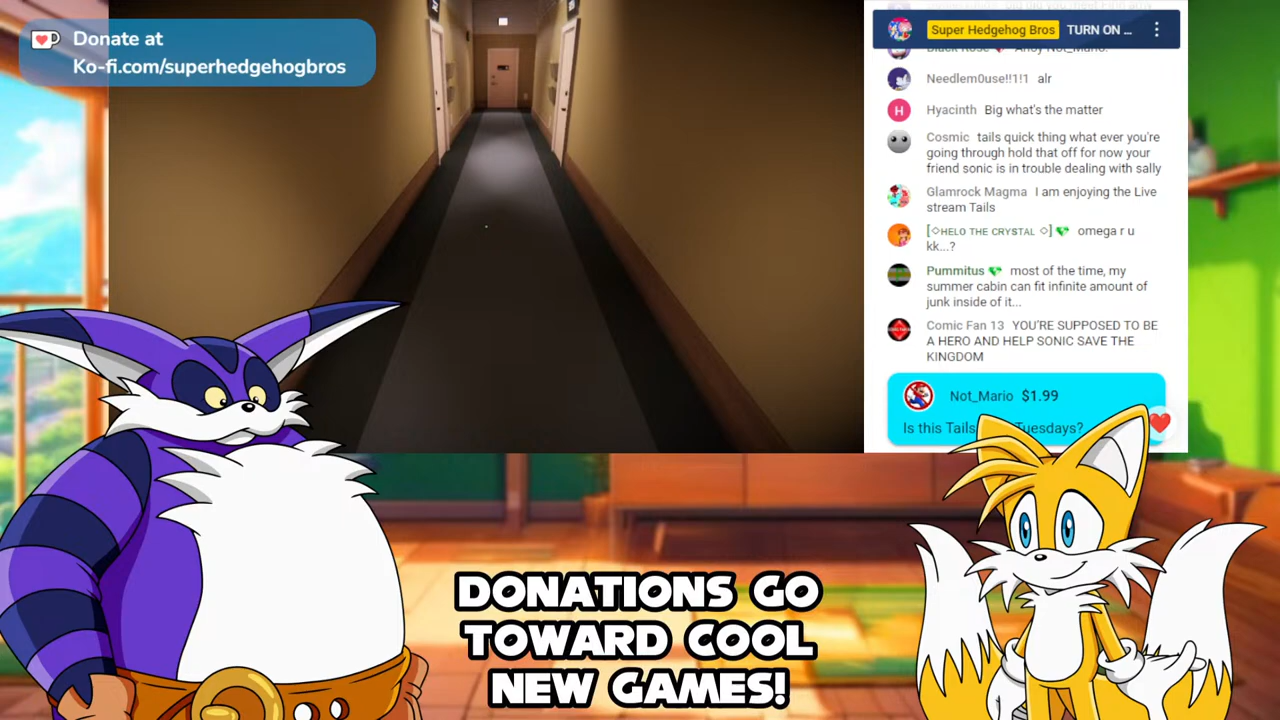 Donate at
Ko-fi.com/superhedgehogbros
Super Hedgehog Bros TURN ON ...
Needlem0use!!1!1 alr
H Hyacinth Big what's the matter
Cosmic tails quick thing what ever you're
going through hold that off for now your
friend sonic is in trouble dealing with sally
Glamrock Magma I am enjoying the Live
stream Tails
[◇HELO THE CRYSTAL ◇] omega r u
kk...?
Pummitus most of the time, my
summer cabin can fit infinite amount of
junk inside of it...
Comic Fan 13 YOU'RE SUPPOSED TO BE
A HERO AND HELP SONIC SAVE THE
KINGDOM
Not_Mario $1.99
Is this Tails Tuesdays?
DONATIONS GO
TOWARD COOL
NEW GAMES!